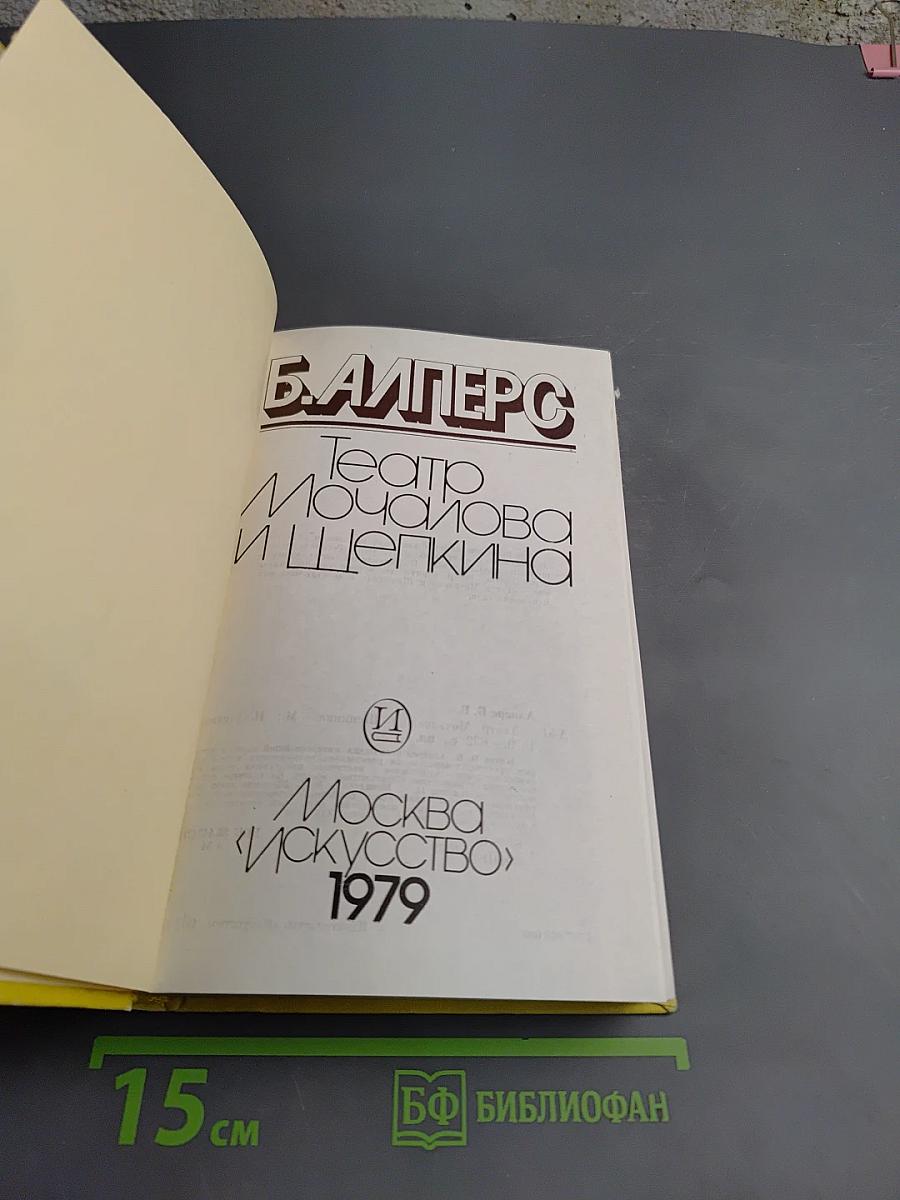 Б. АЛПЕРС
Театр
Мочалова
и Щепкина
И
Москва
«Искусство»
1979
15 см
БФ БИБЛИОФАН